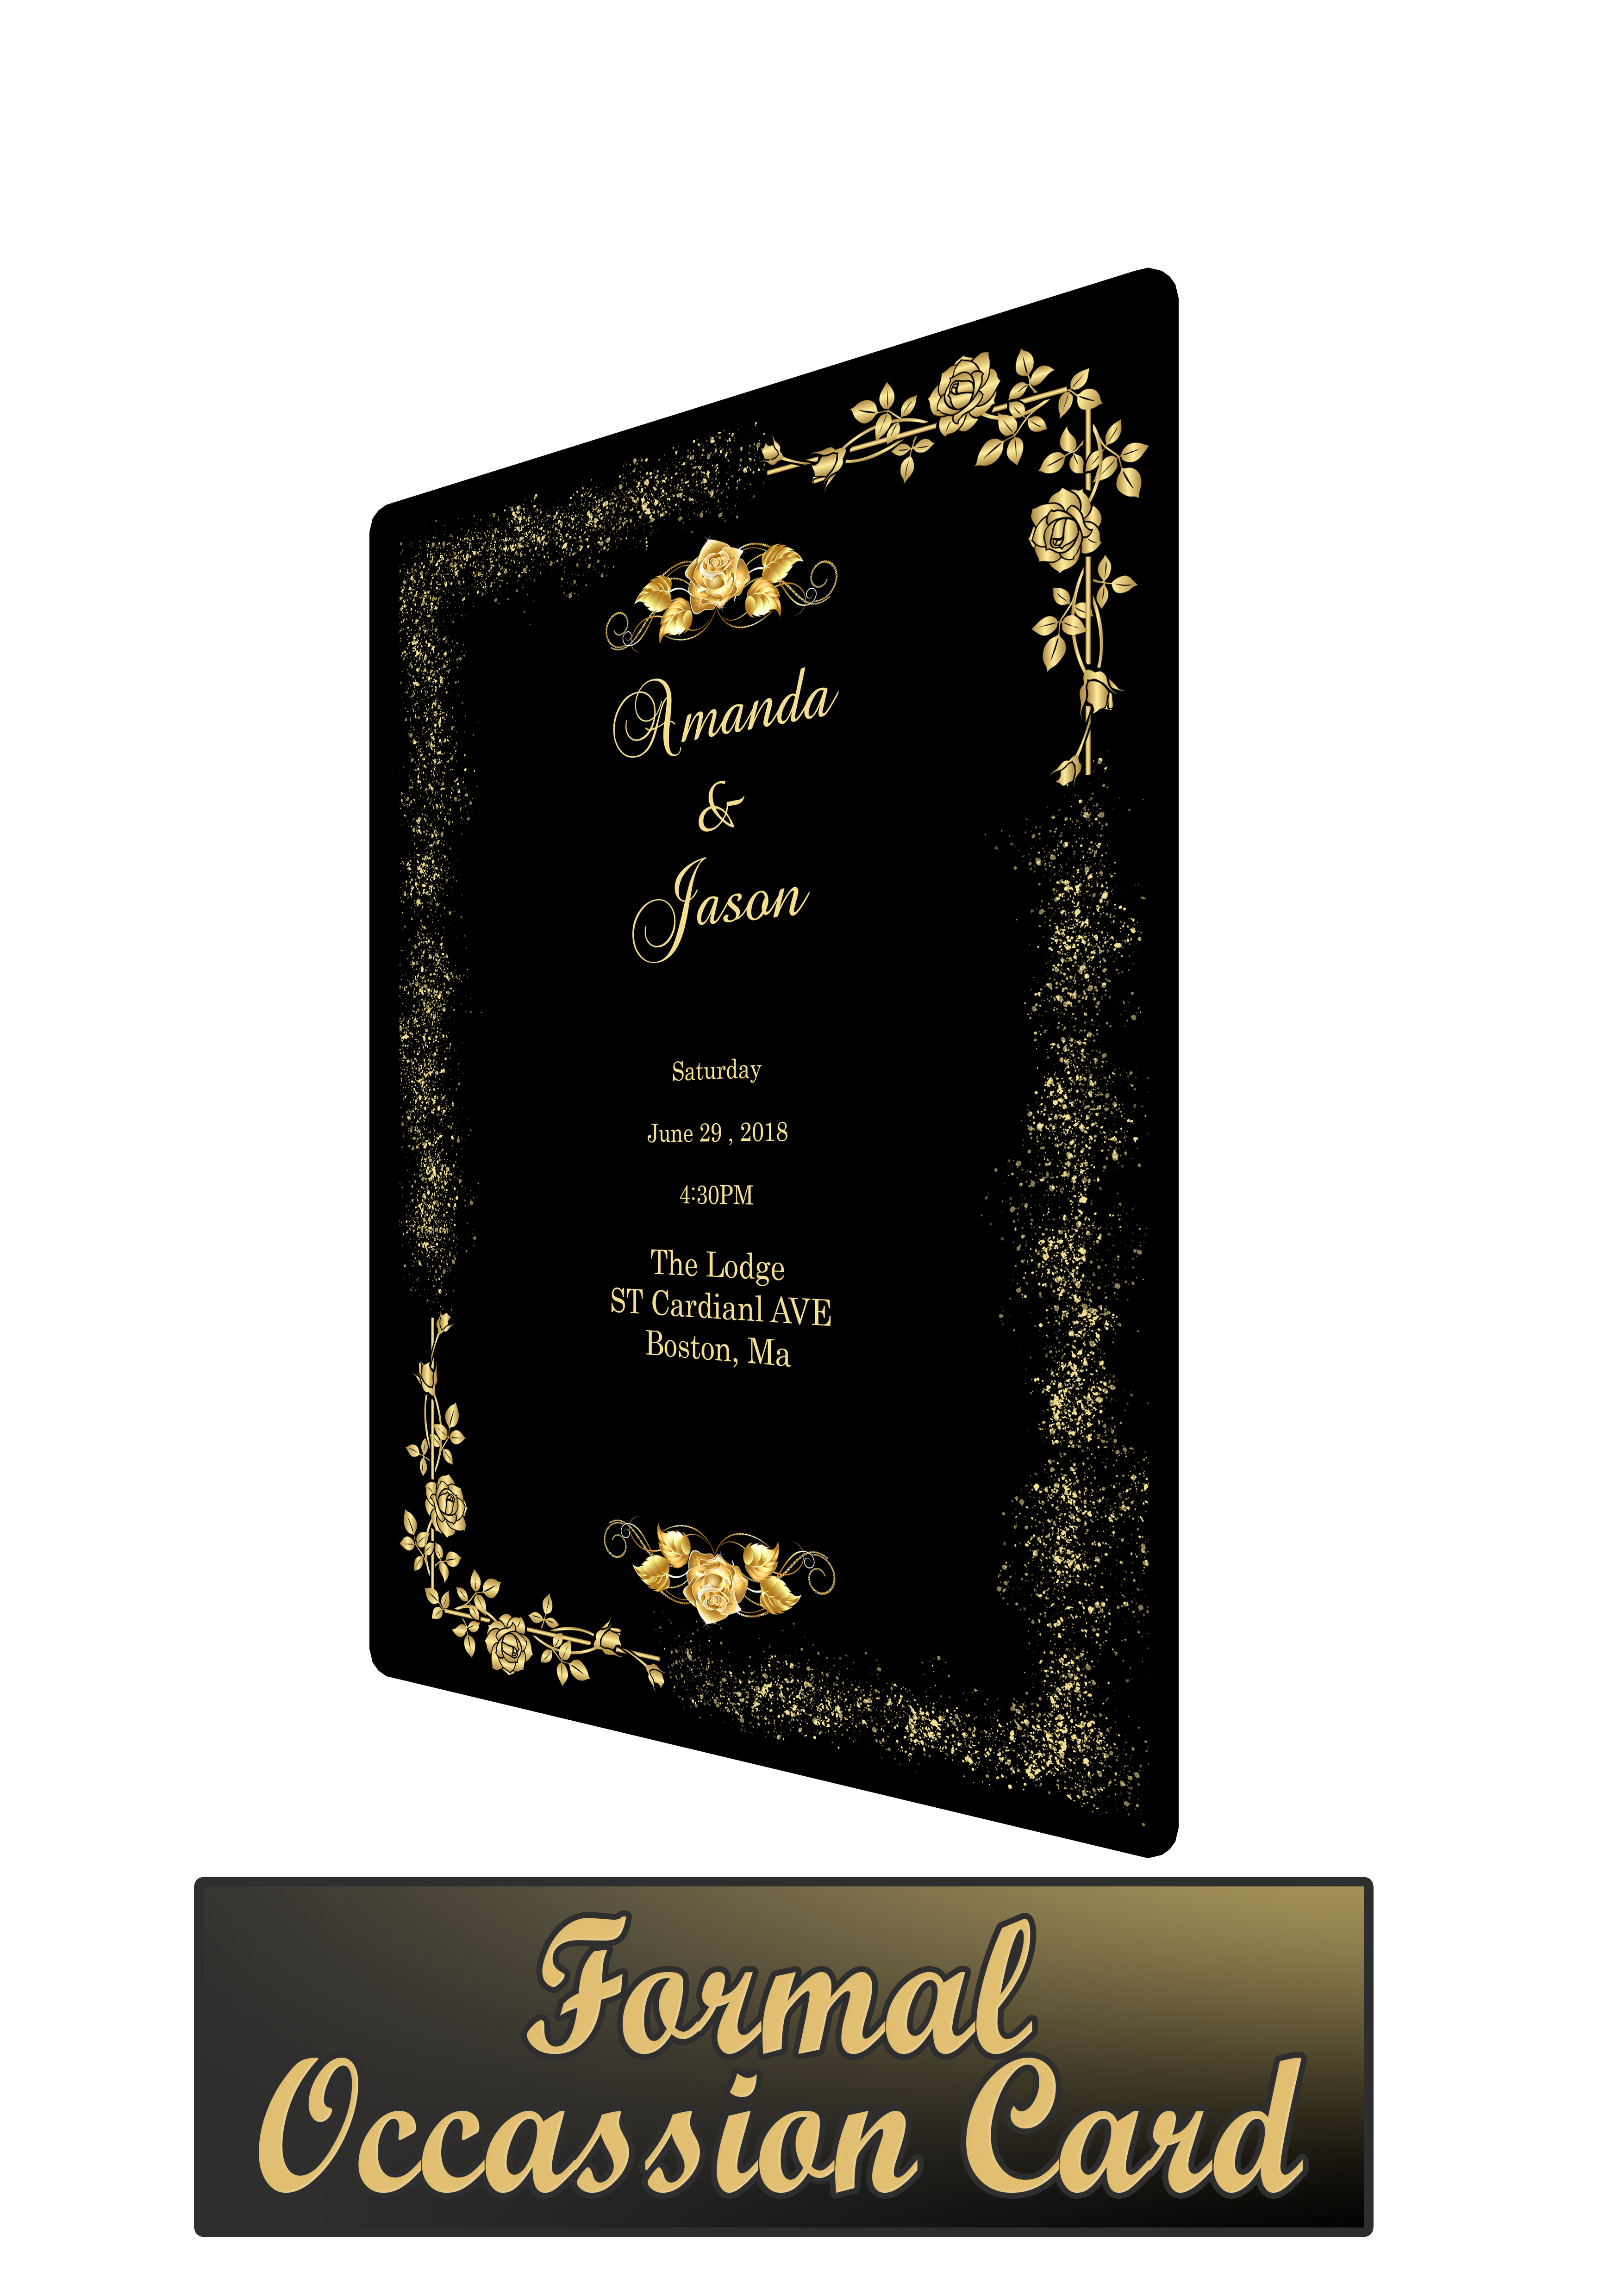 Amanda
&
Jason
Saturday
June 29 , 2018
4:30PM
The Lodge
ST Cardianl AVE
Boston, Ma
Formal
Occassion Card